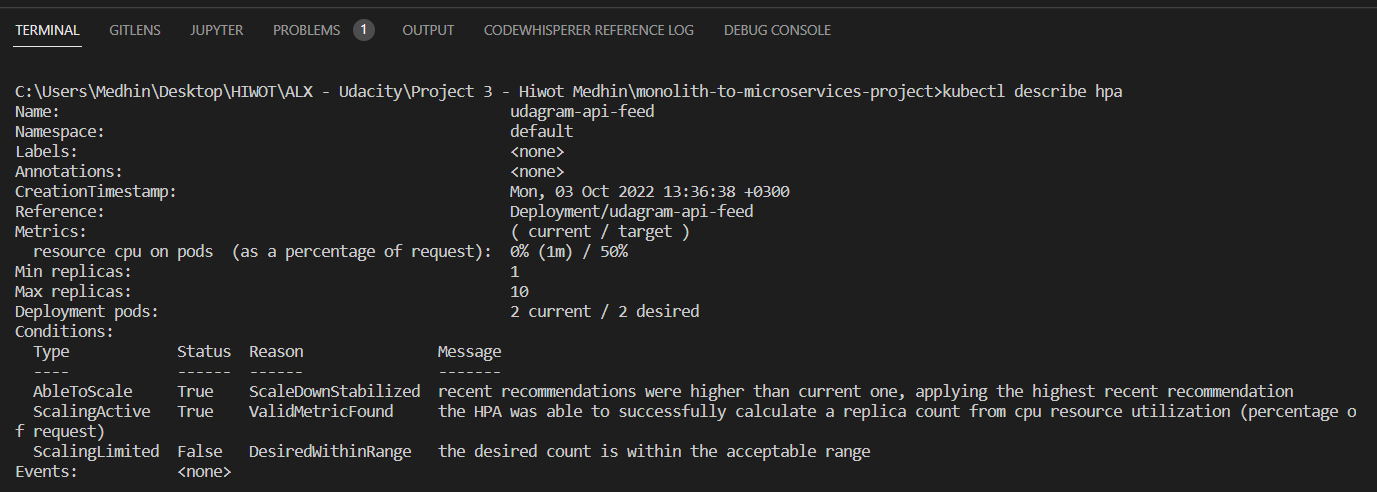 TERMINAL GITLENS JUPYTER PROBLEMS 1 OUTPUT CODEWHISPERER REFERENCE LOG DEBUG CONSOLE
C:\Users\Medhin\Desktop\HIWOT\ALX - Udacity\Project 3 - Hiwot Medhin\monolith-to-microservices-project>kubectl describe hpa
Name:                                                  udagram-api-feed
Namespace:                                             default
Labels:                                                <none>
Annotations:                                           <none>
CreationTimestamp:                                     Mon, 03 Oct 2022 13:36:38 +0300
Reference:                                             Deployment/udagram-api-feed
Metrics:                                               ( current / target )
  resource cpu on pods  (as a percentage of request):  0% (1m) / 50%
Min replicas:                                          1
Max replicas:                                          10
Deployment pods:                                       2 current / 2 desired
Conditions:
  Type            Status  Reason               Message
  ----            ------  ------               -------
  AbleToScale     True    ScaleDownStabilized  recent recommendations were higher than current one, applying the highest recent recommendation
  ScalingActive   True    ValidMetricFound     the HPA was able to successfully calculate a replica count from cpu resource utilization (percentage o
f request)
  ScalingLimited  False   DesiredWithinRange   the desired count is within the acceptable range
Events:           <none>